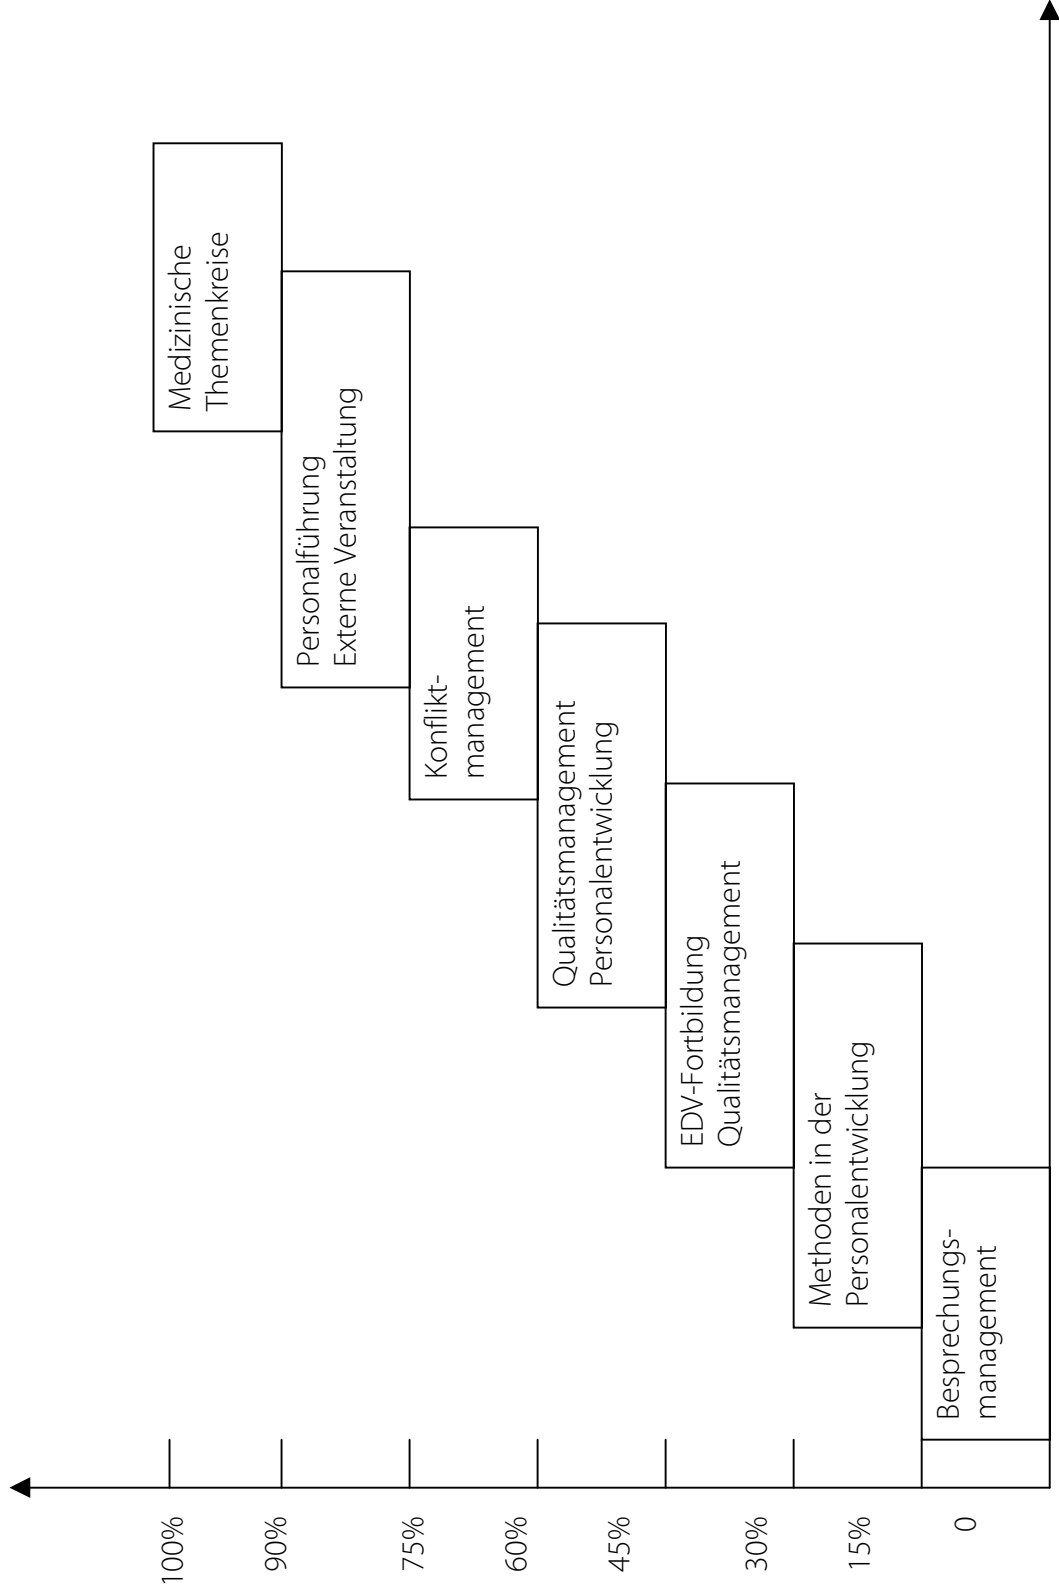 100%
90%
75%
60%
45%
30%
15%
0
Medizinische
Themenkreise
Personalführung
Externe Veranstaltung
Konflikt-
management
Qualitätsmanagement
Personalentwicklung
EDV-Fortbildung
Qualitätsmanagement
Methoden in der
Personalentwicklung
Besprechungs-
management